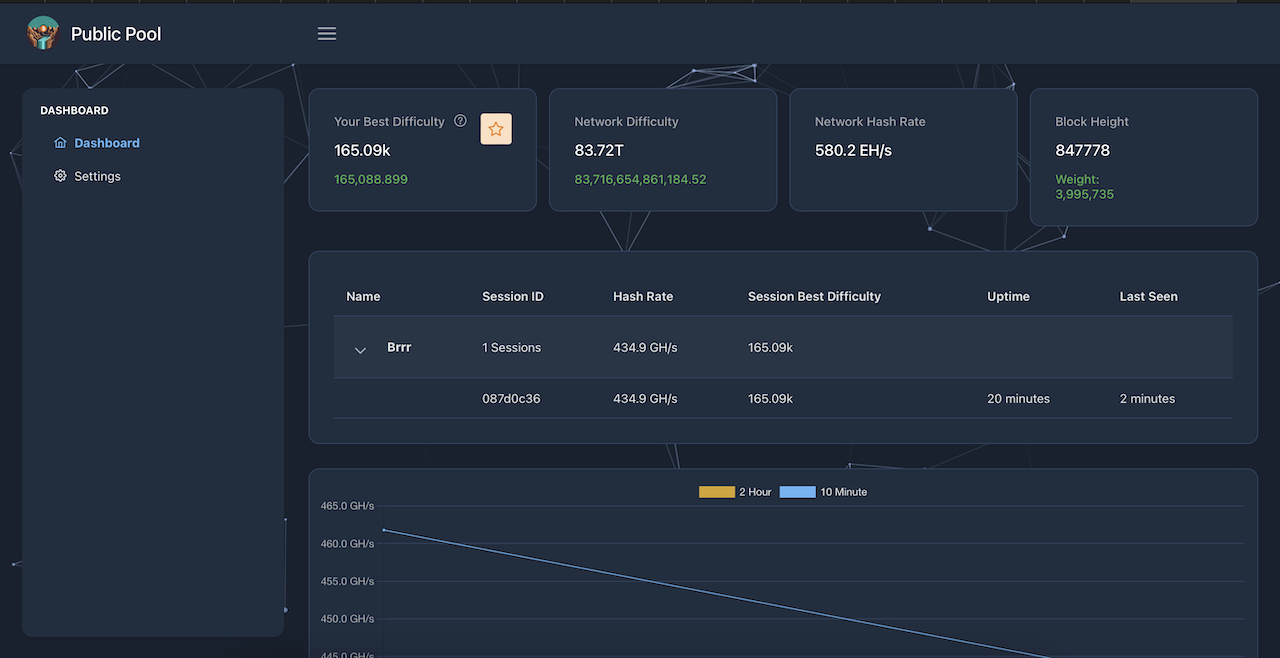 Public Pool
DASHBOARD
Dashboard
Settings
Your Best Difficulty
165.09k
165,088.899
Network Difficulty
83.72T
83,716,654,861,184.52
Network Hash Rate
580.2 EH/s
Block Height
847778
Weight:
3,995,735
Name Session ID Hash Rate Session Best Difficulty Uptime Last Seen
Brrr 1 Sessions 434.9 GH/s 165.09k
087d0c36 434.9 GH/s 165.09k 20 minutes 2 minutes
2 Hour 10 Minute
465.0 GH/s
460.0 GH/s
455.0 GH/s
450.0 GH/s
445.0 GH/s